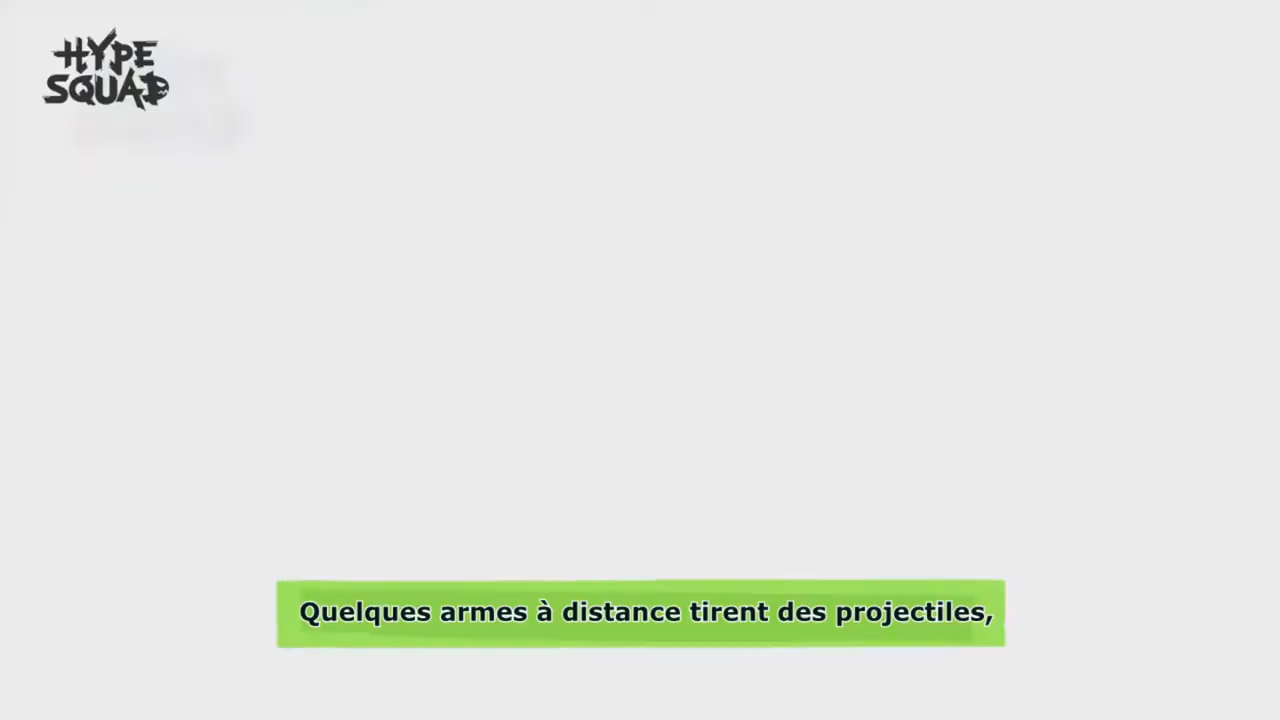 HYPE
SQUAD
Quelques armes à distance tirent des projectiles,